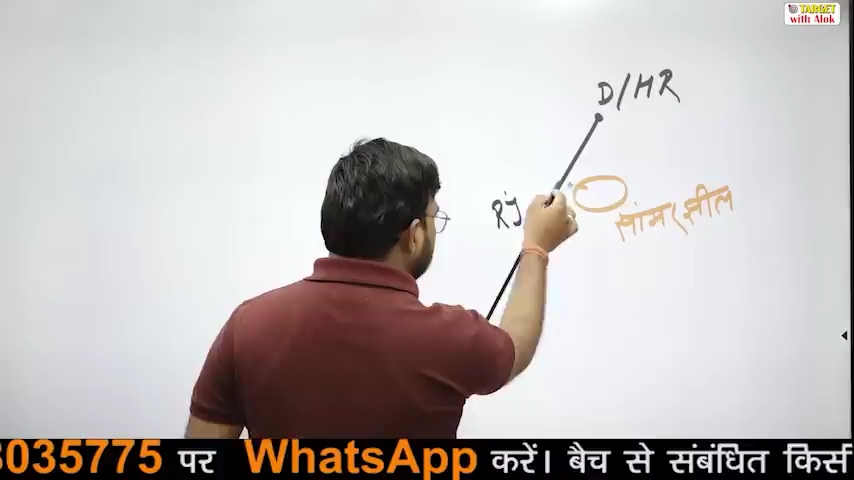 TARGET
with Alok
D/HR
Rj
सांभर झील
8035775 पर WhatsApp करें। बैच से संबंधित किसी